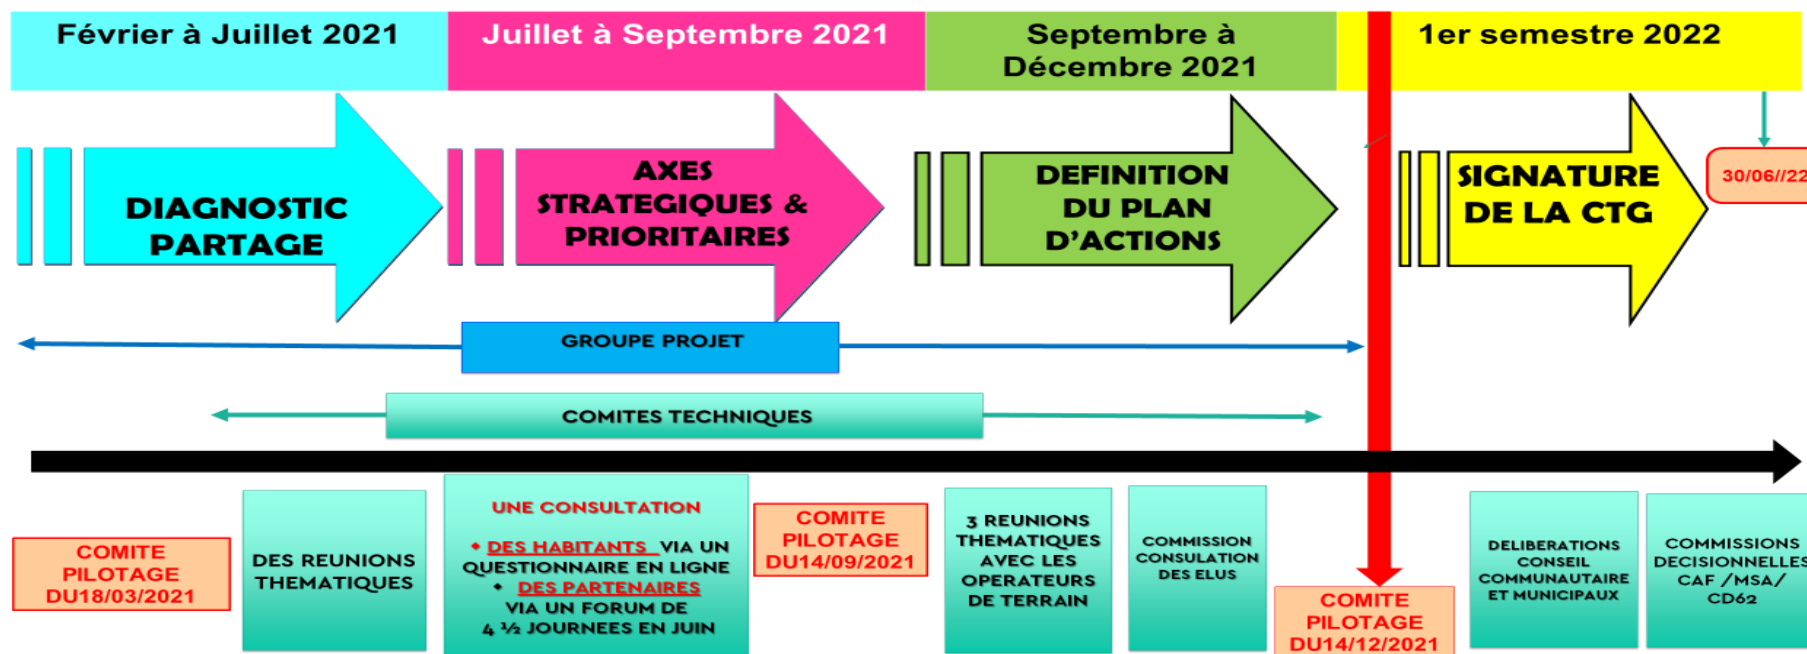 Février à Juillet 2021
Juillet à Septembre 2021
Septembre à
Décembre 2021
1er semestre 2022
DIAGNOSTIC
PARTAGE
AXES
STRATEGIQUES &
PRIORITAIRES
DEFINITION
DU PLAN
D’ACTIONS
SIGNATURE
DE LA CTG
30/06//22
GROUPE PROJET
COMITES TECHNIQUES
COMITE
PILOTAGE
DU18/03/2021
DES REUNIONS
THEMATIQUES
UNE CONSULTATION
• DES HABITANTS VIA UN
QUESTIONNAIRE EN LIGNE
• DES PARTENAIRES
VIA UN FORUM DE
4 ½ JOURNEES EN JUIN
COMITE
PILOTAGE
DU14/09/2021
3 REUNIONS
THEMATIQUES
AVEC LES
OPERATEURS
DE TERRAIN
COMMISSION
CONSULATION
DES ELUS
COMITE
PILOTAGE
DU14/12/2021
DELIBERATIONS
CONSEIL
COMMUNAUTAIRE
ET MUNICIPAUX
COMMISSIONS
DECISIONNELLES
CAF /MSA/
CD62